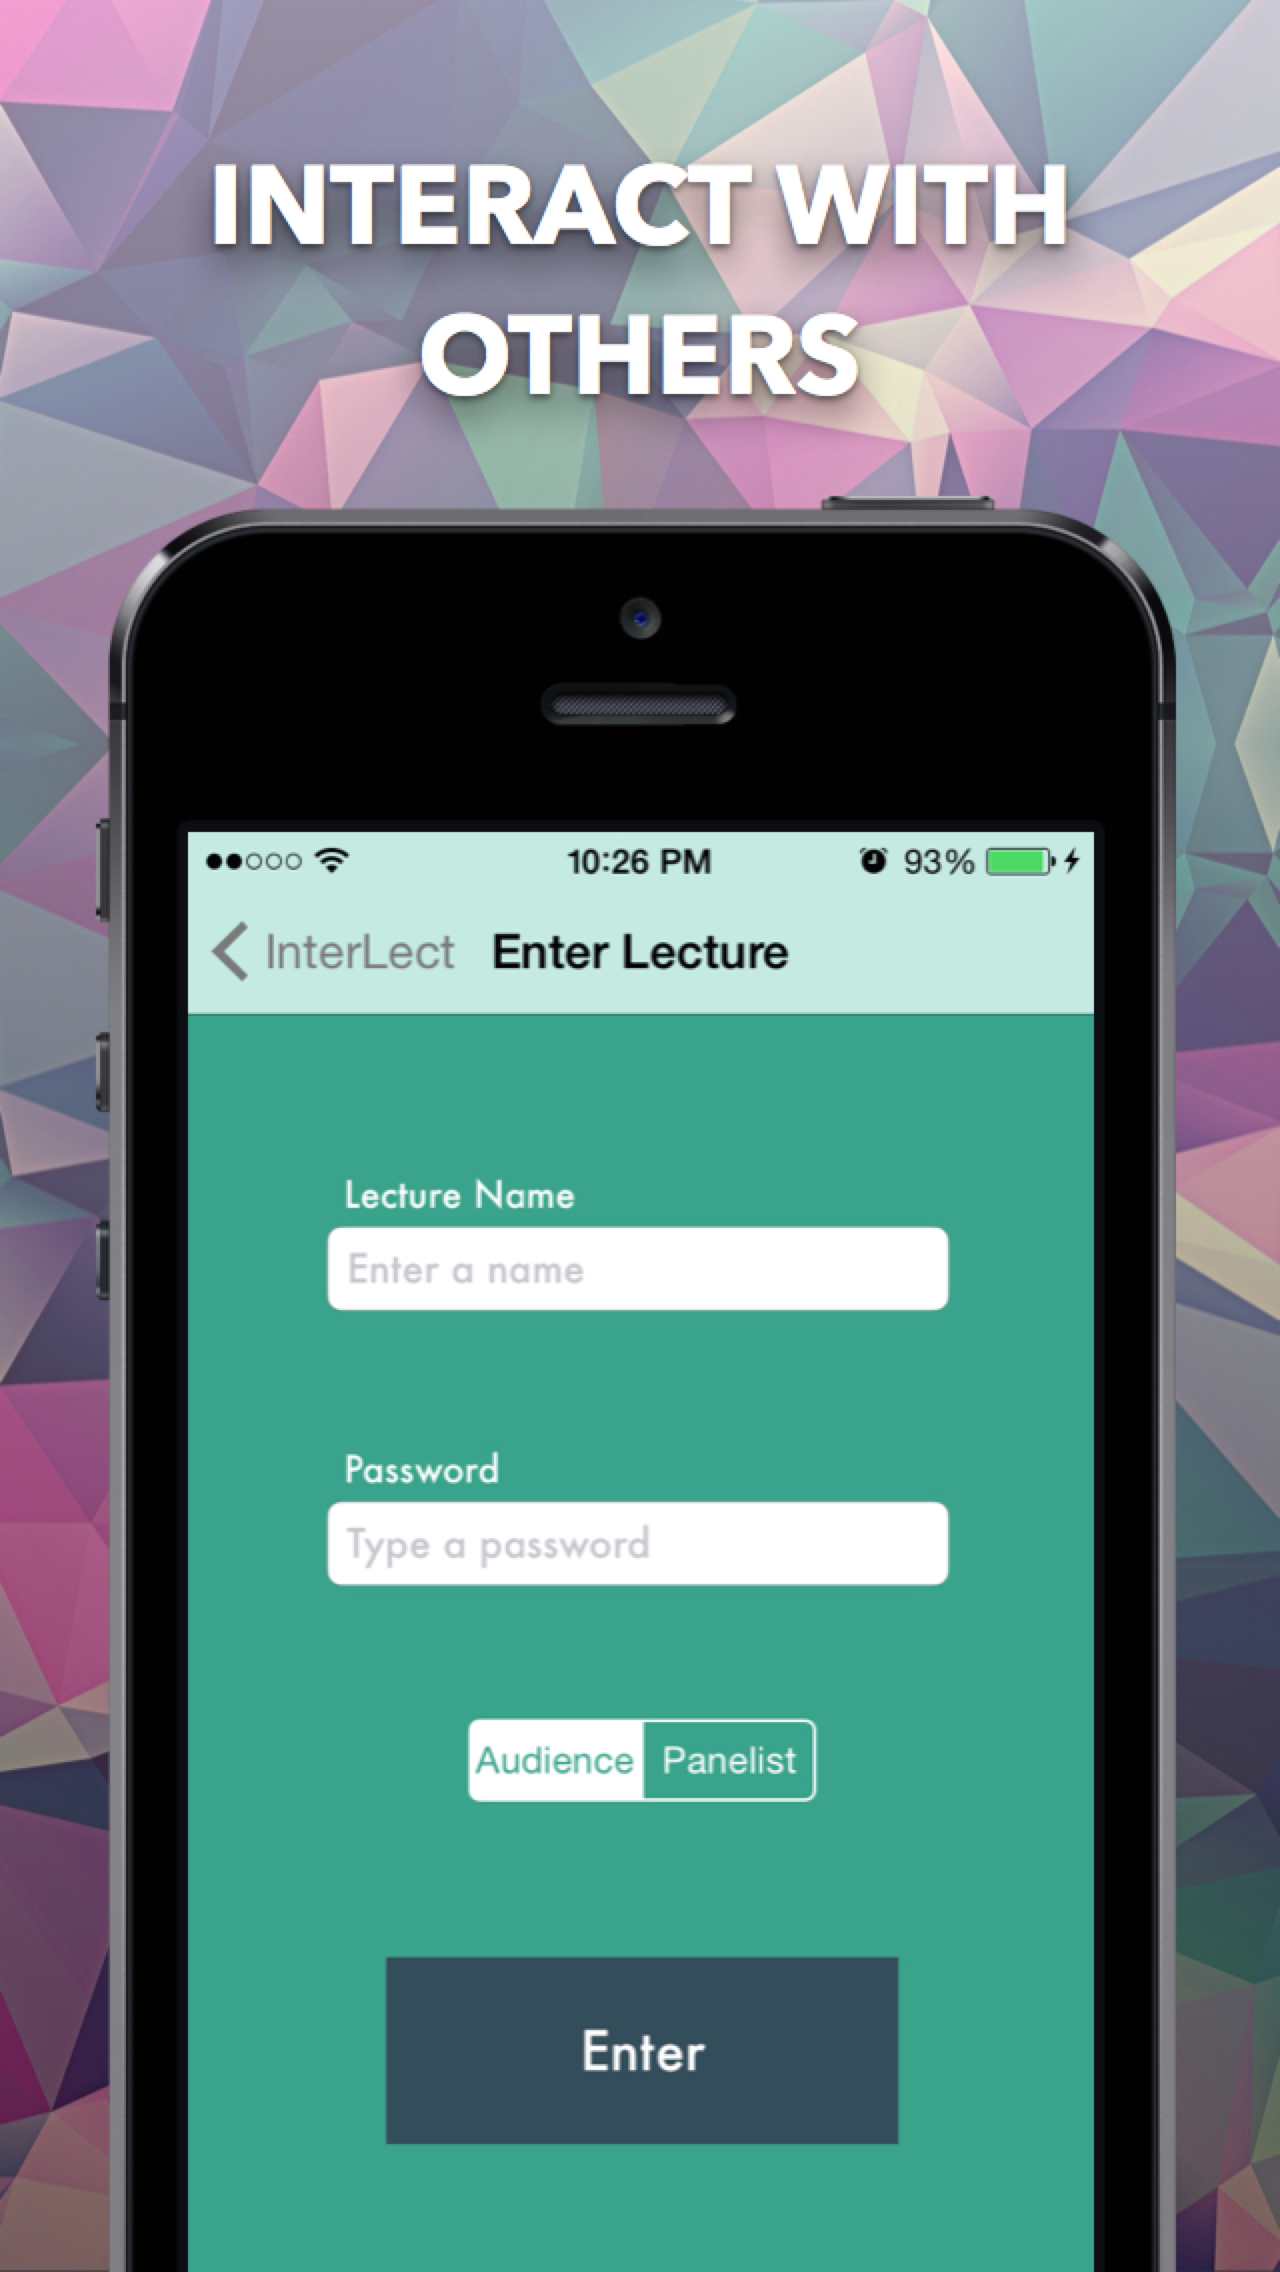 INTERACT WITH
OTHERS
10:26 PM 93%
InterLect Enter Lecture
Lecture Name
Enter a name
Password
Type a password
Audience Panelist
Enter